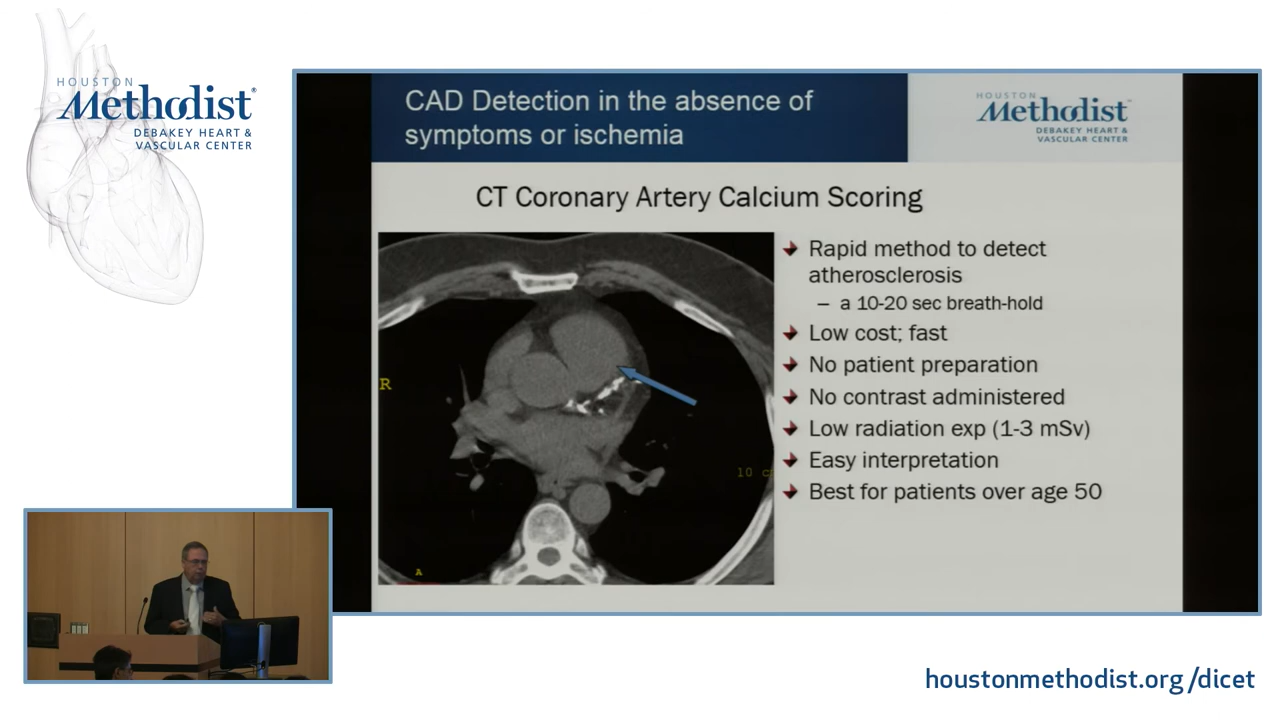 HOUSTON
Methodist®
DEBAKEY HEART &
VASCULAR CENTER
CAD Detection in the absence of
symptoms or ischemia
HOUSTON
Methodist
DEBAKEY HEART &
VASCULAR CENTER
CT Coronary Artery Calcium Scoring
R
A
Rapid method to detect
atherosclerosis
– a 10-20 sec breath-hold
Low cost; fast
No patient preparation
No contrast administered
Low radiation exp (1-3 mSv)
Easy interpretation
Best for patients over age 50
houstonmethodist.org/dicet